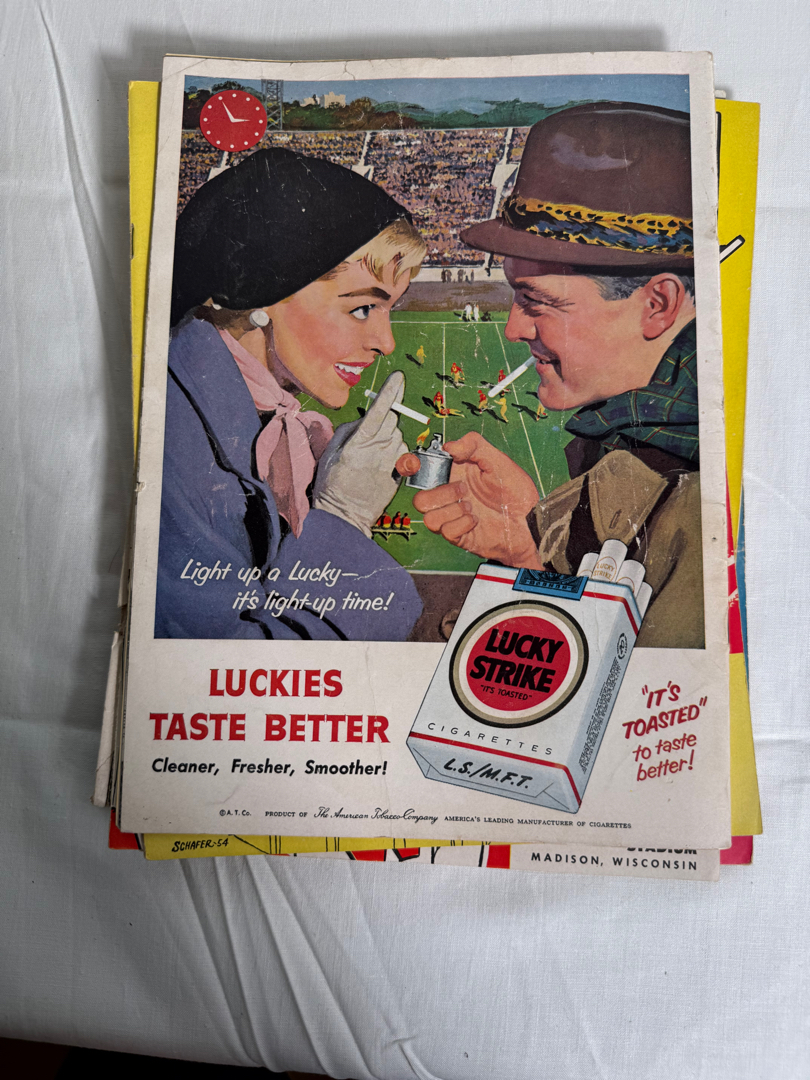 Light up a Lucky—
it's light-up time!
LUCKIES
TASTE BETTER
Cleaner, Fresher, Smoother!
LUCKY
STRIKE
LUCKY
STRIKE
"IT'S TOASTED"
CIGARETTES
L.S./M.F.T.
"IT'S
TOASTED"
to taste
better!
© A. T. Co. PRODUCT OF The American Tobacco Company AMERICA'S LEADING MANUFACTURER OF CIGARETTES
SCHAFER-54
STADIUM
MADISON, WISCONSIN